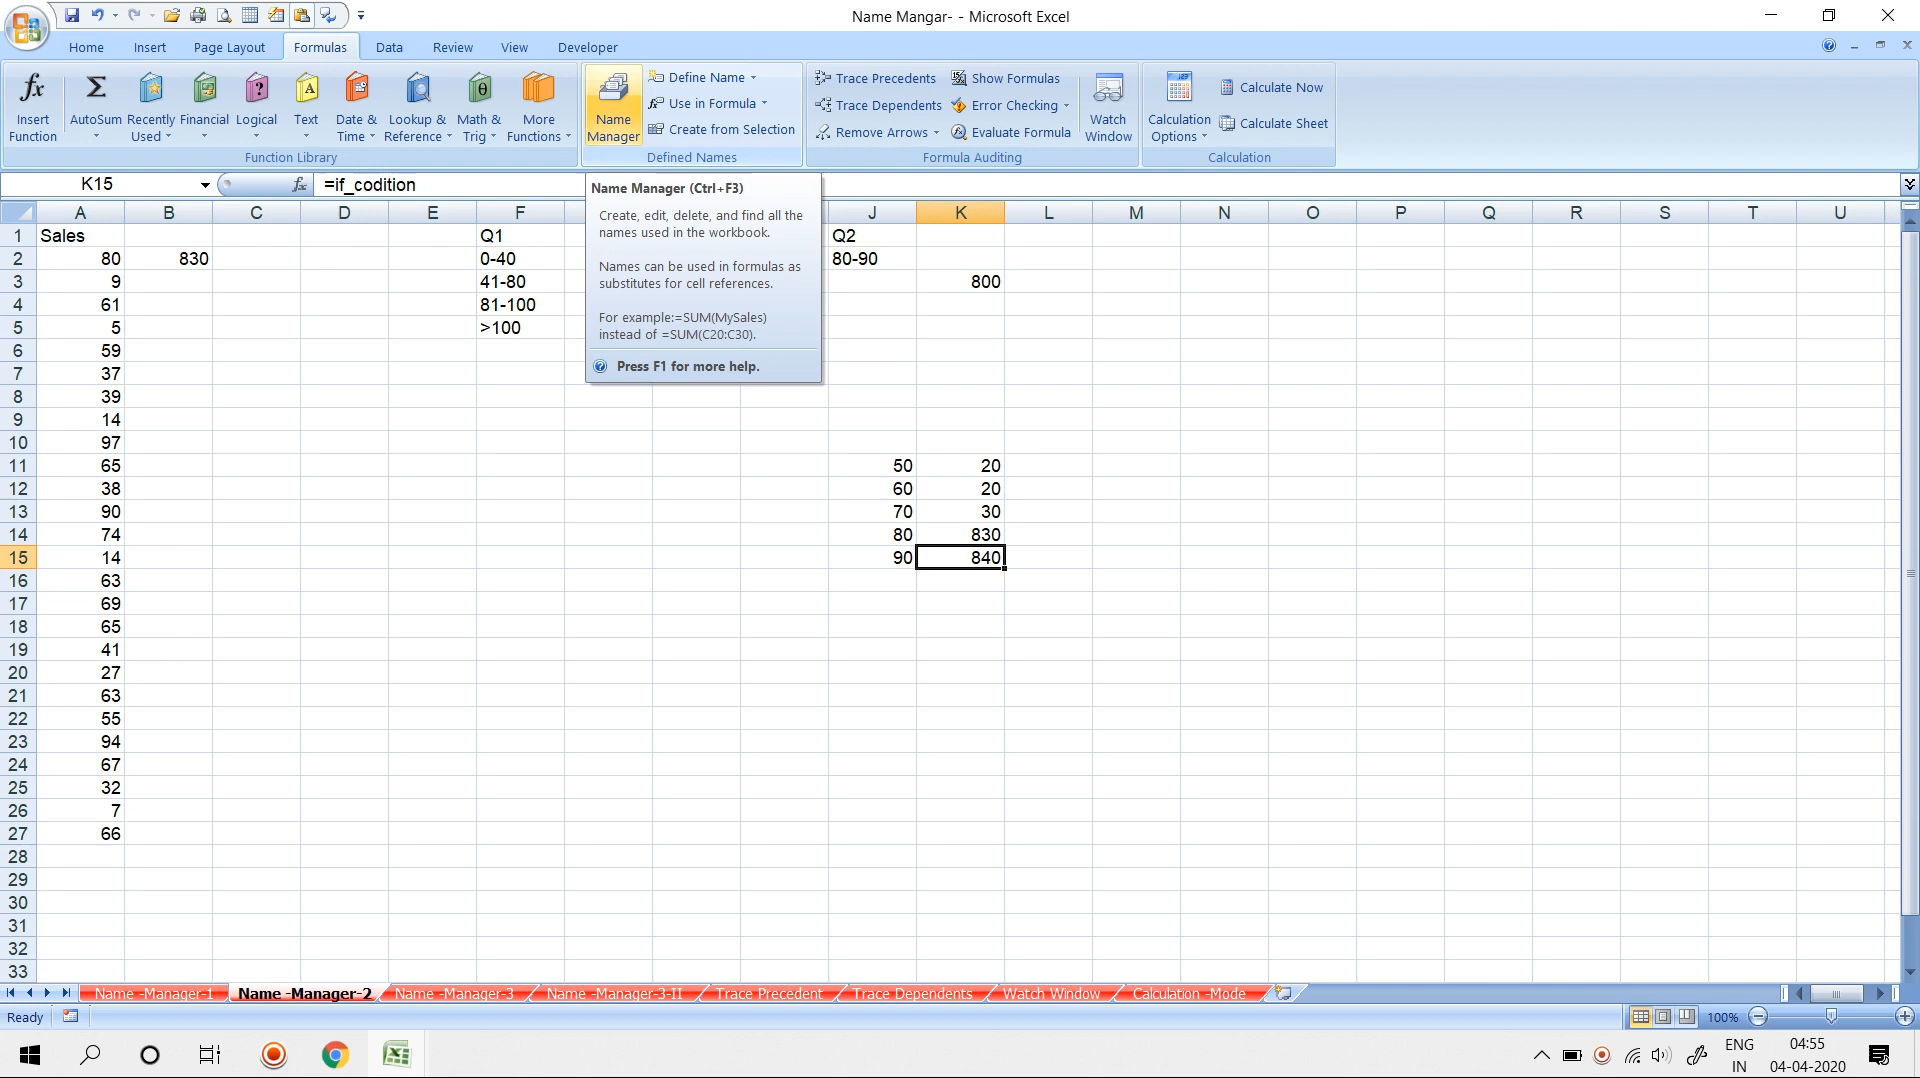 Name Mangar- - Microsoft Excel
Home Insert Page Layout Formulas Data Review View Developer
Insert Function
AutoSum
Recently Used
Financial
Logical
Text
Date & Time
Lookup & Reference
Math & Trig
More Functions
Function Library
Name Manager
Define Name
Use in Formula
Create from Selection
Defined Names
Trace Precedents
Trace Dependents
Remove Arrows
Show Formulas
Error Checking
Evaluate Formula
Formula Auditing
Watch Window
Calculation Options
Calculate Now
Calculate Sheet
Calculation
K15 fx =if_codition
Name Manager (Ctrl+F3)
Create, edit, delete, and find all the
names used in the workbook.
Names can be used in formulas as
substitutes for cell references.
For example:=SUM(MySales)
instead of =SUM(C20:C30).
Press F1 for more help.
A B C D E F J K L M N O P Q R S T U
1 Sales Q1 Q2
2 80 830 0-40 80-90
3 9 41-80 800
4 61 81-100
5 5 >100
6 59
7 37
8 39
9 14
10 97
11 65 50 20
12 38 60 20
13 90 70 30
14 74 80 830
15 14 90 840
16 63
17 69
18 65
19 41
20 27
21 63
22 55
23 94
24 67
25 32
26 7
27 66
28
29
30
31
32
33
Name -Manager-1 Name -Manager-2 Name -Manager-3 Name -Manager-3-II Trace Precedent Trace Dependents Watch Window Calculation -Mode
Ready 100%
ENG 04:55
IN 04-04-2020